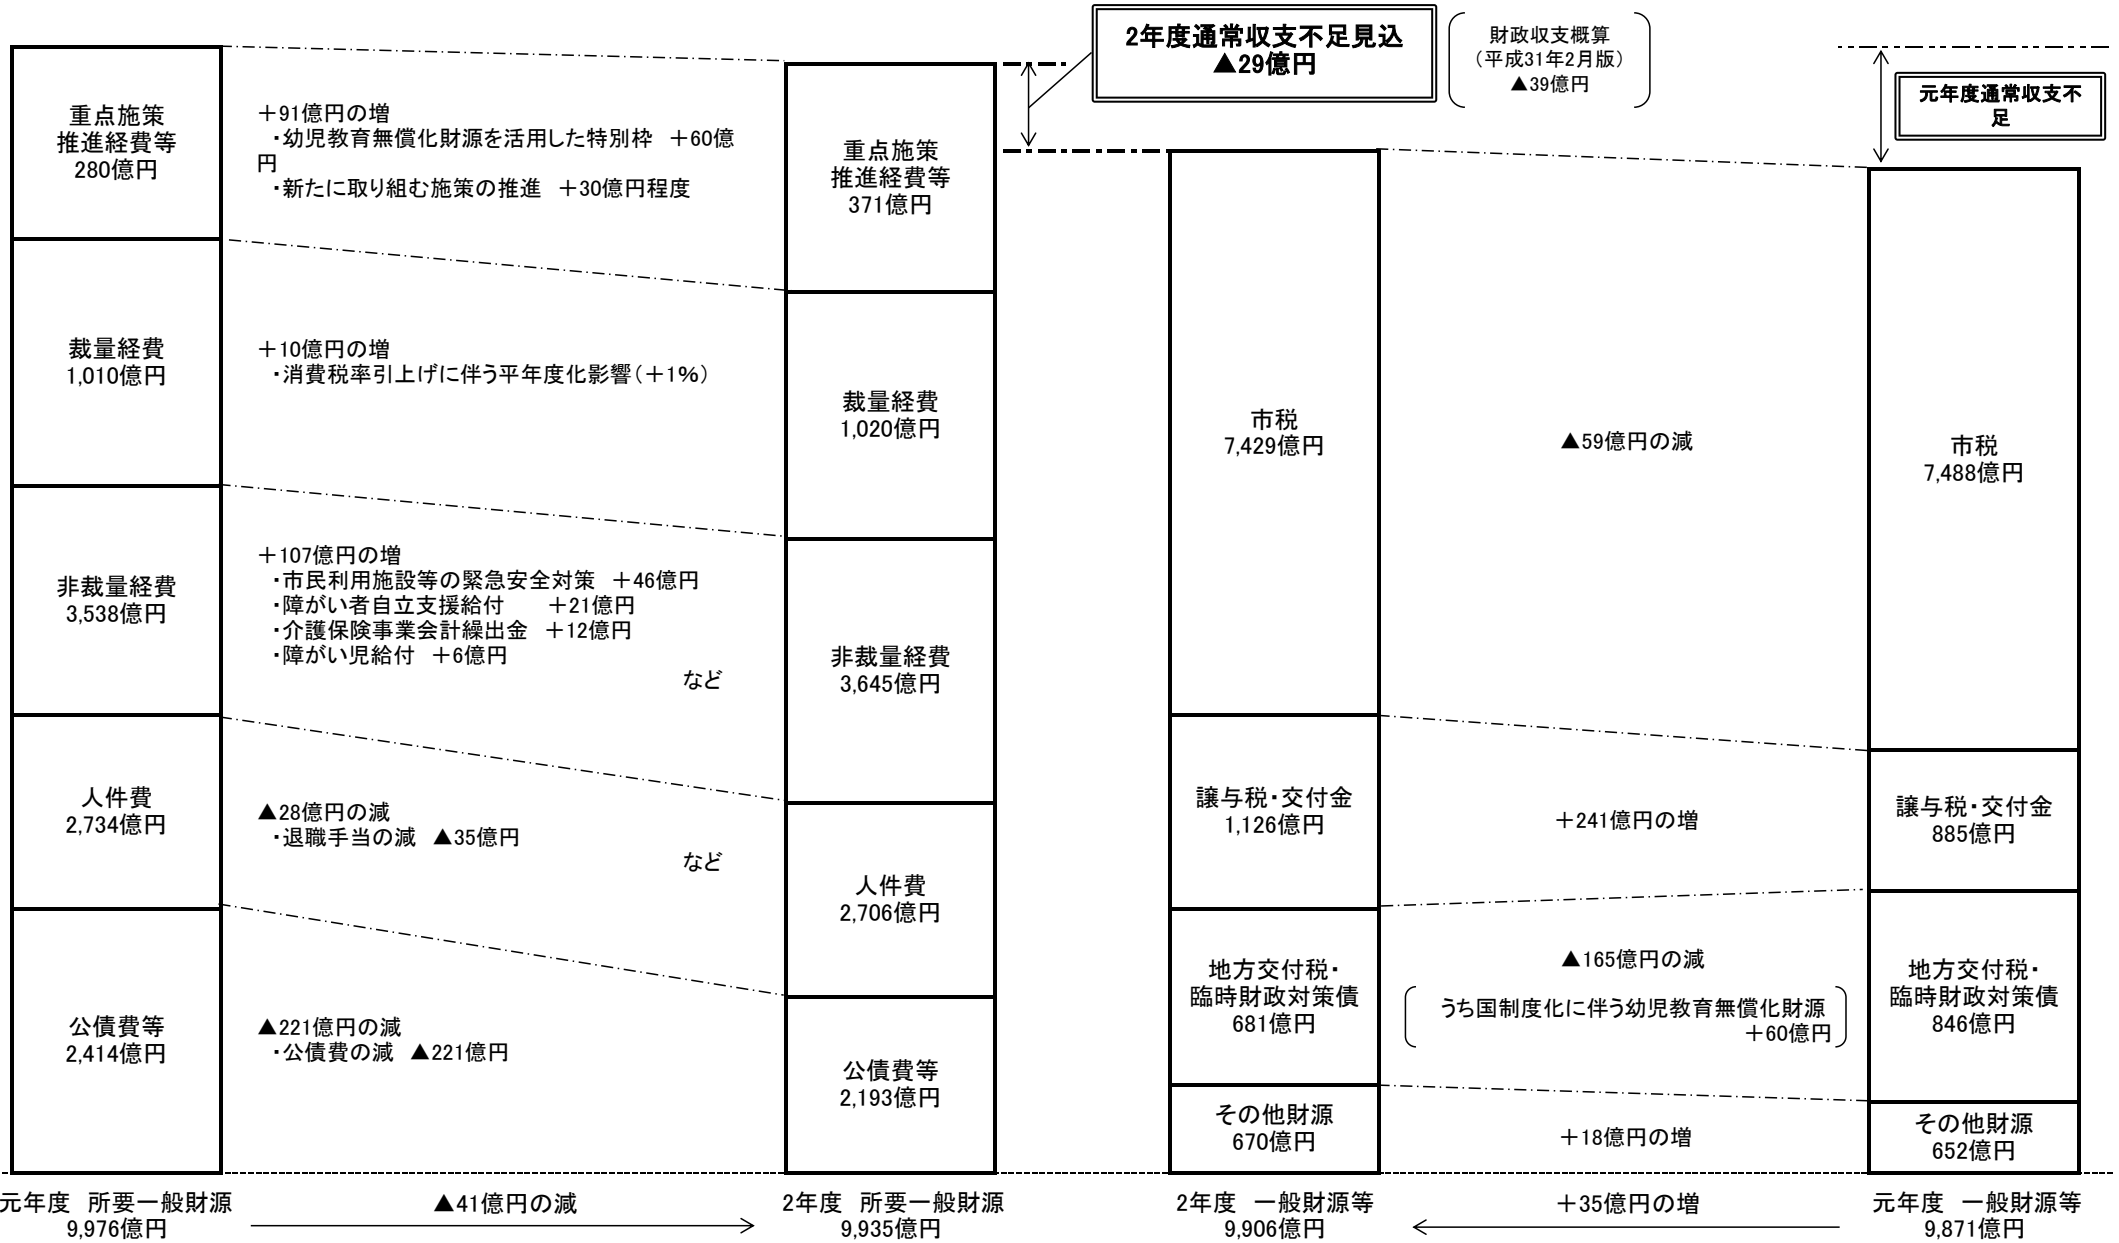 2年度通常収支不足見込
▲29億円
財政収支概算
（平成31年2月版）
▲39億円
元年度通常収支不
足
重点施策
推進経費等
280億円
＋91億円の増
・幼児教育無償化財源を活用した特別枠　＋60億
円
・新たに取り組む施策の推進　＋30億円程度
重点施策
推進経費等
371億円
裁量経費
1,010億円
＋10億円の増
・消費税率引上げに伴う平年度化影響（＋1％）
裁量経費
1,020億円
非裁量経費
3,538億円
＋107億円の増
・市民利用施設等の緊急安全対策　＋46億円
・障がい者自立支援給付　　＋21億円
・介護保険事業会計繰出金　＋12億円
・障がい児給付　＋6億円
など
非裁量経費
3,645億円
人件費
2,734億円
▲28億円の減
・退職手当の減　▲35億円
など
人件費
2,706億円
公債費等
2,414億円
▲221億円の減
・公債費の減　▲221億円
公債費等
2,193億円
市税
7,429億円
▲59億円の減
市税
7,488億円
譲与税・交付金
1,126億円
＋241億円の増
譲与税・交付金
885億円
地方交付税・
臨時財政対策債
681億円
▲165億円の減
うち国制度化に伴う幼児教育無償化財源
＋60億円
地方交付税・
臨時財政対策債
846億円
その他財源
670億円
＋18億円の増
その他財源
652億円
元年度　所要一般財源
9,976億円
▲41億円の減
2年度　所要一般財源
9,935億円
2年度　一般財源等
9,906億円
＋35億円の増
元年度　一般財源等
9,871億円